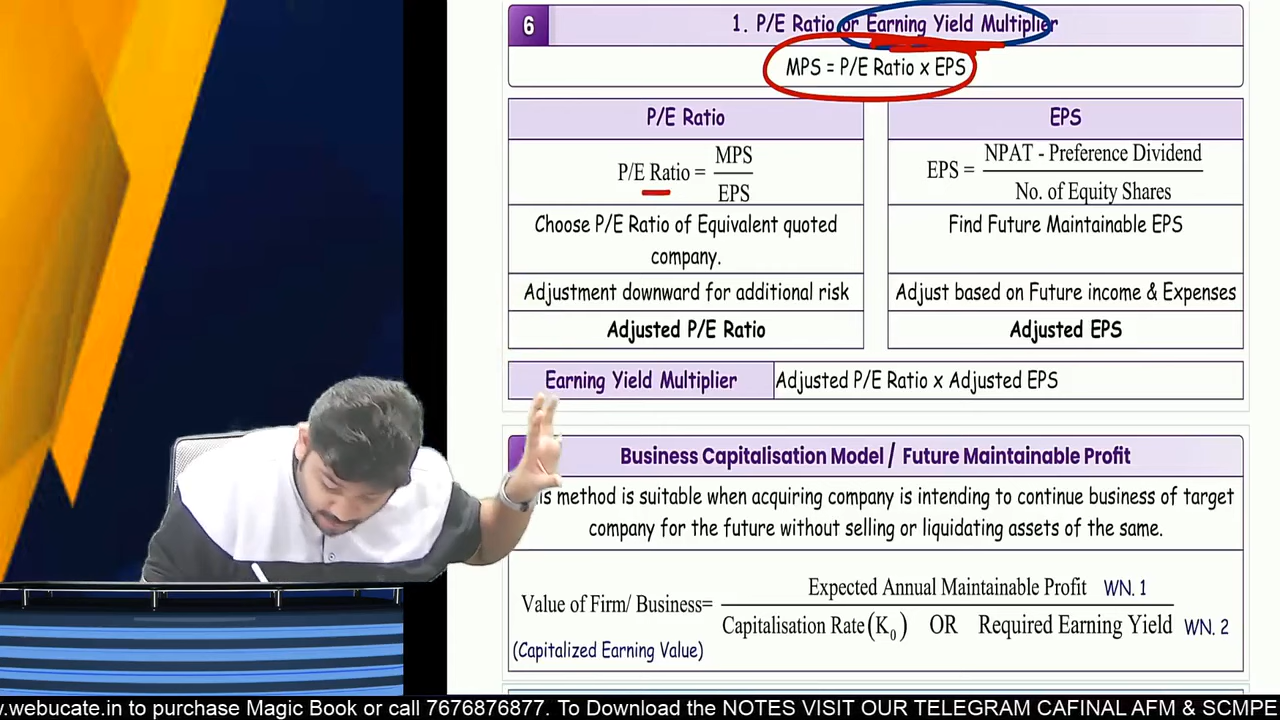 6
1. P/E Ratio or Earning Yield Multiplier
MPS = P/E Ratio x EPS
P/E Ratio
P/E Ratio = MPS / EPS
Choose P/E Ratio of Equivalent quoted
company.
Adjustment downward for additional risk
Adjusted P/E Ratio
EPS
EPS = NPAT - Preference Dividend / No. of Equity Shares
Find Future Maintainable EPS
Adjust based on Future income & Expenses
Adjusted EPS
Earning Yield Multiplier
Adjusted P/E Ratio x Adjusted EPS
Business Capitalisation Model / Future Maintainable Profit
method is suitable when acquiring company is intending to continue business of target
company for the future without selling or liquidating assets of the same.
Value of Firm/ Business= Expected Annual Maintainable Profit WN. 1
Capitalisation Rate (K0) OR Required Earning Yield WN. 2
(Capitalized Earning Value)
.webucate.in to purchase Magic Book or call 7676876877. To Download the NOTES VISIT OUR TELEGRAM CAFINAL AFM & SCMPE